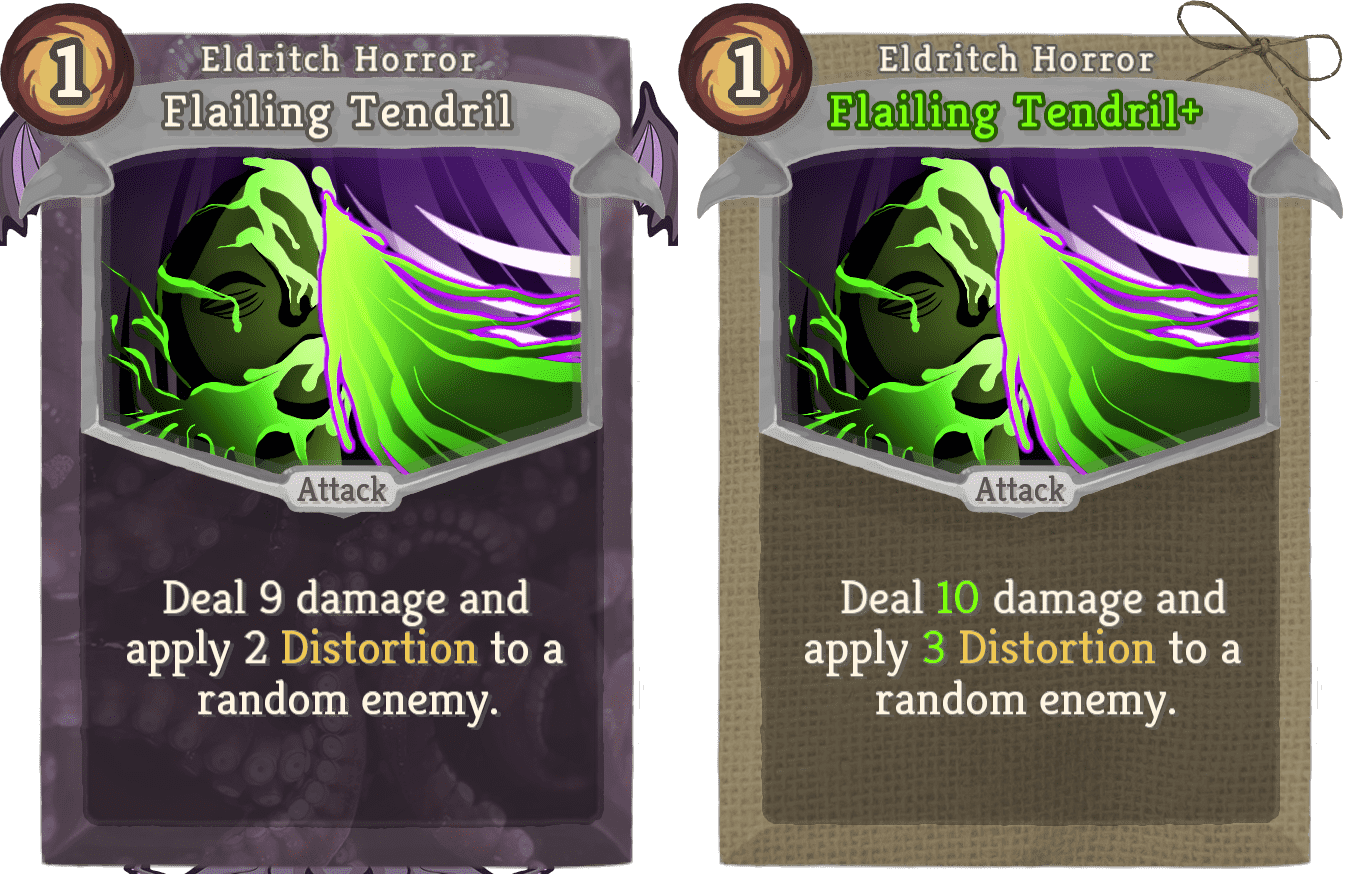 1
Eldritch Horror
Flailing Tendril
Attack
Deal 9 damage and
apply 2 Distortion to a
random enemy.
1
Eldritch Horror
Flailing Tendril+
Attack
Deal 10 damage and
apply 3 Distortion to a
random enemy.